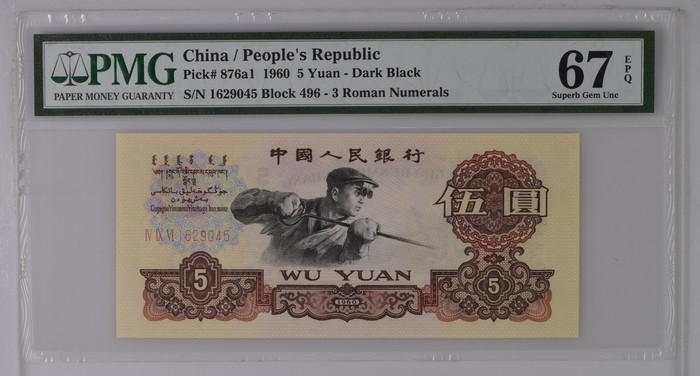 PMG
PAPER MONEY GUARANTY
China / People's Republic
Pick# 876a1 1960 5 Yuan - Dark Black
S/N 1629045 Block 496 - 3 Roman Numerals
67 EPQ
Superb Gem Unc
中國人民銀行
IV IX VI 1629045
伍圓
5
WU YUAN
1960
5